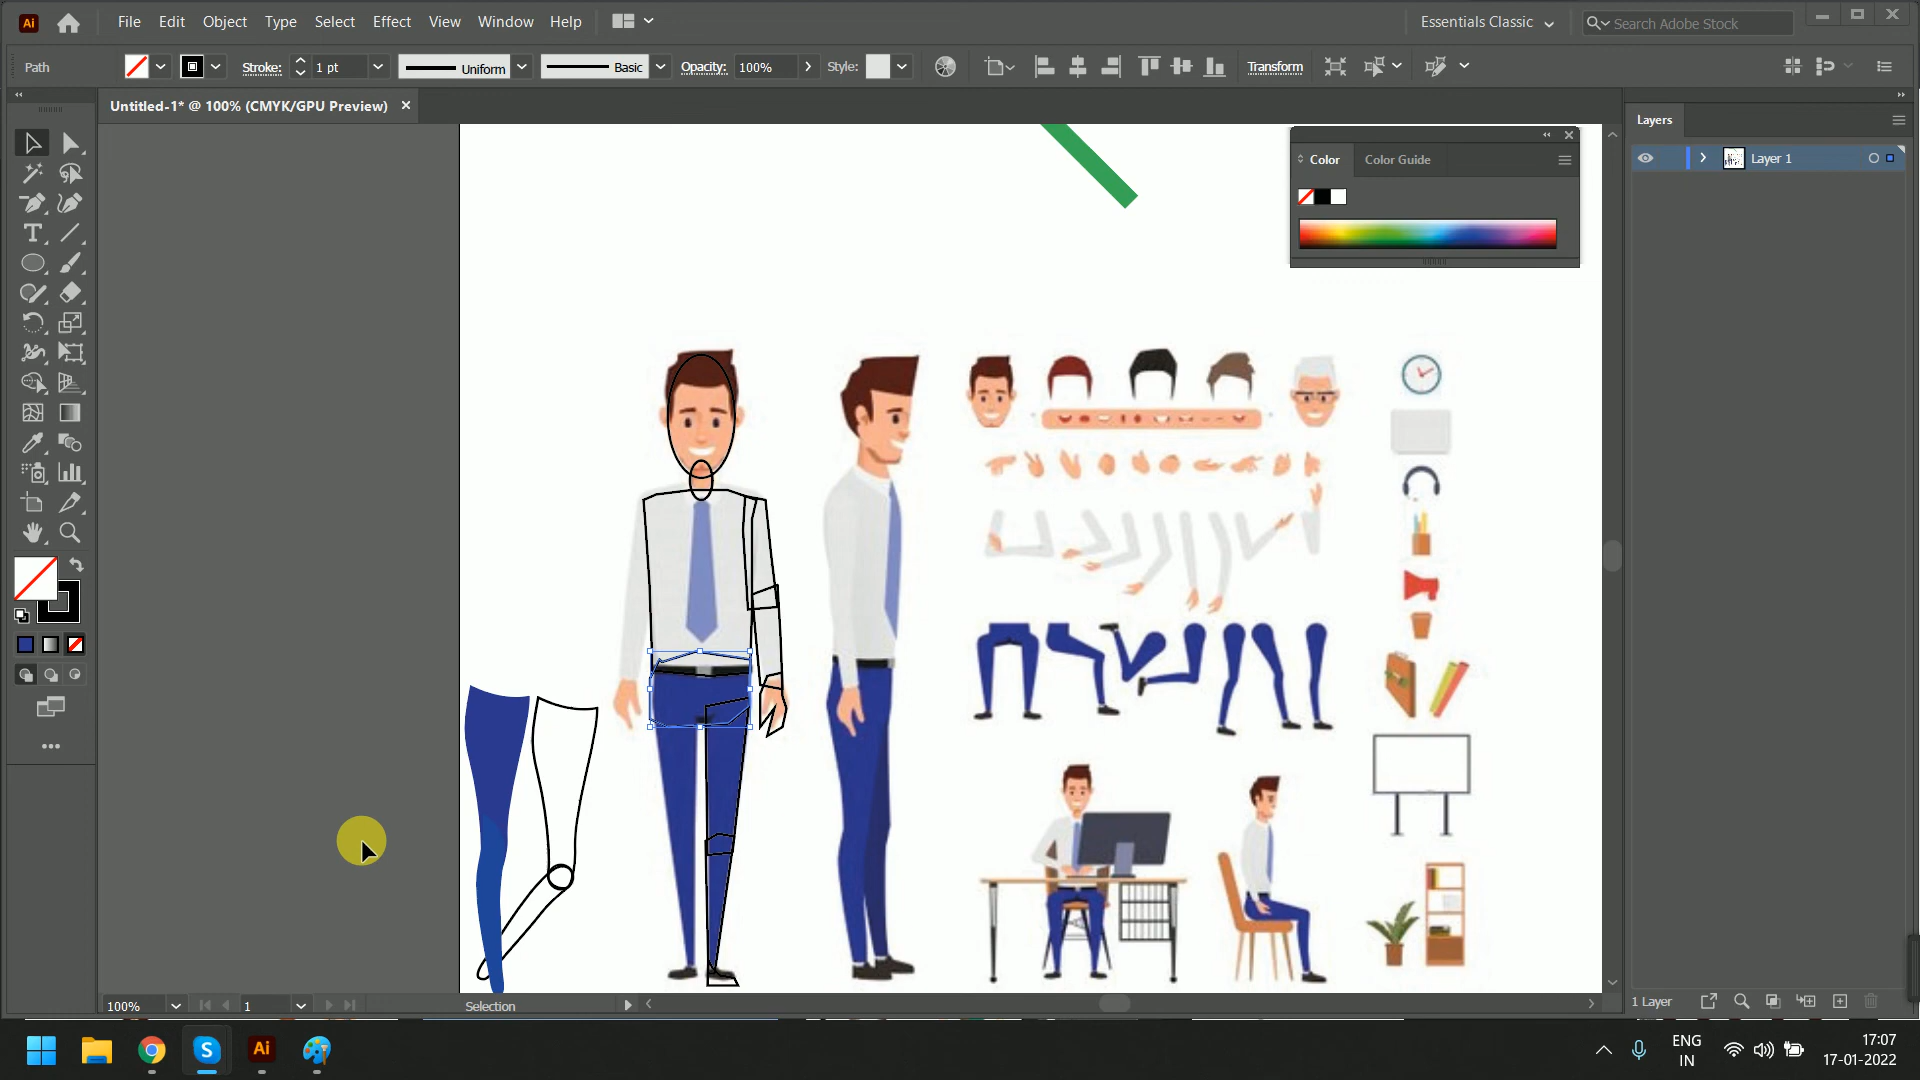 Ai File Edit Object Type Select Effect View Window Help Essentials Classic Search Adobe Stock
Path Stroke: 1 pt Uniform Basic Opacity: 100% Style: Transform
Untitled-1* @ 100% (CMYK/GPU Preview)
Layers
Color Color Guide
Layer 1
100% 1 Selection 1 Layer
S Ai ENG IN 17:07 17-01-2022